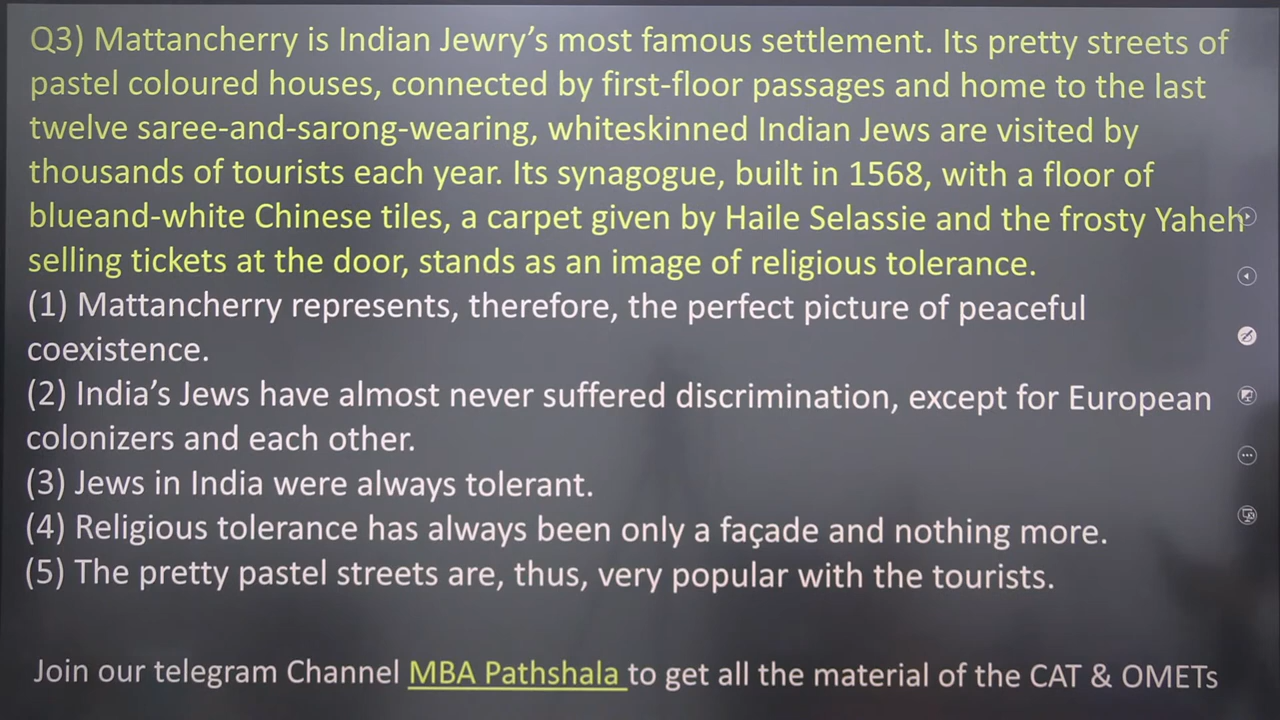 Q3) Mattancherry is Indian Jewry’s most famous settlement. Its pretty streets of
pastel coloured houses, connected by first-floor passages and home to the last
twelve saree-and-sarong-wearing, whiteskinned Indian Jews are visited by
thousands of tourists each year. Its synagogue, built in 1568, with a floor of
blueand-white Chinese tiles, a carpet given by Haile Selassie and the frosty Yaheh
selling tickets at the door, stands as an image of religious tolerance.
(1) Mattancherry represents, therefore, the perfect picture of peaceful
coexistence.
(2) India’s Jews have almost never suffered discrimination, except for European
colonizers and each other.
(3) Jews in India were always tolerant.
(4) Religious tolerance has always been only a façade and nothing more.
(5) The pretty pastel streets are, thus, very popular with the tourists.
Join our telegram Channel MBA Pathshala to get all the material of the CAT & OMETs